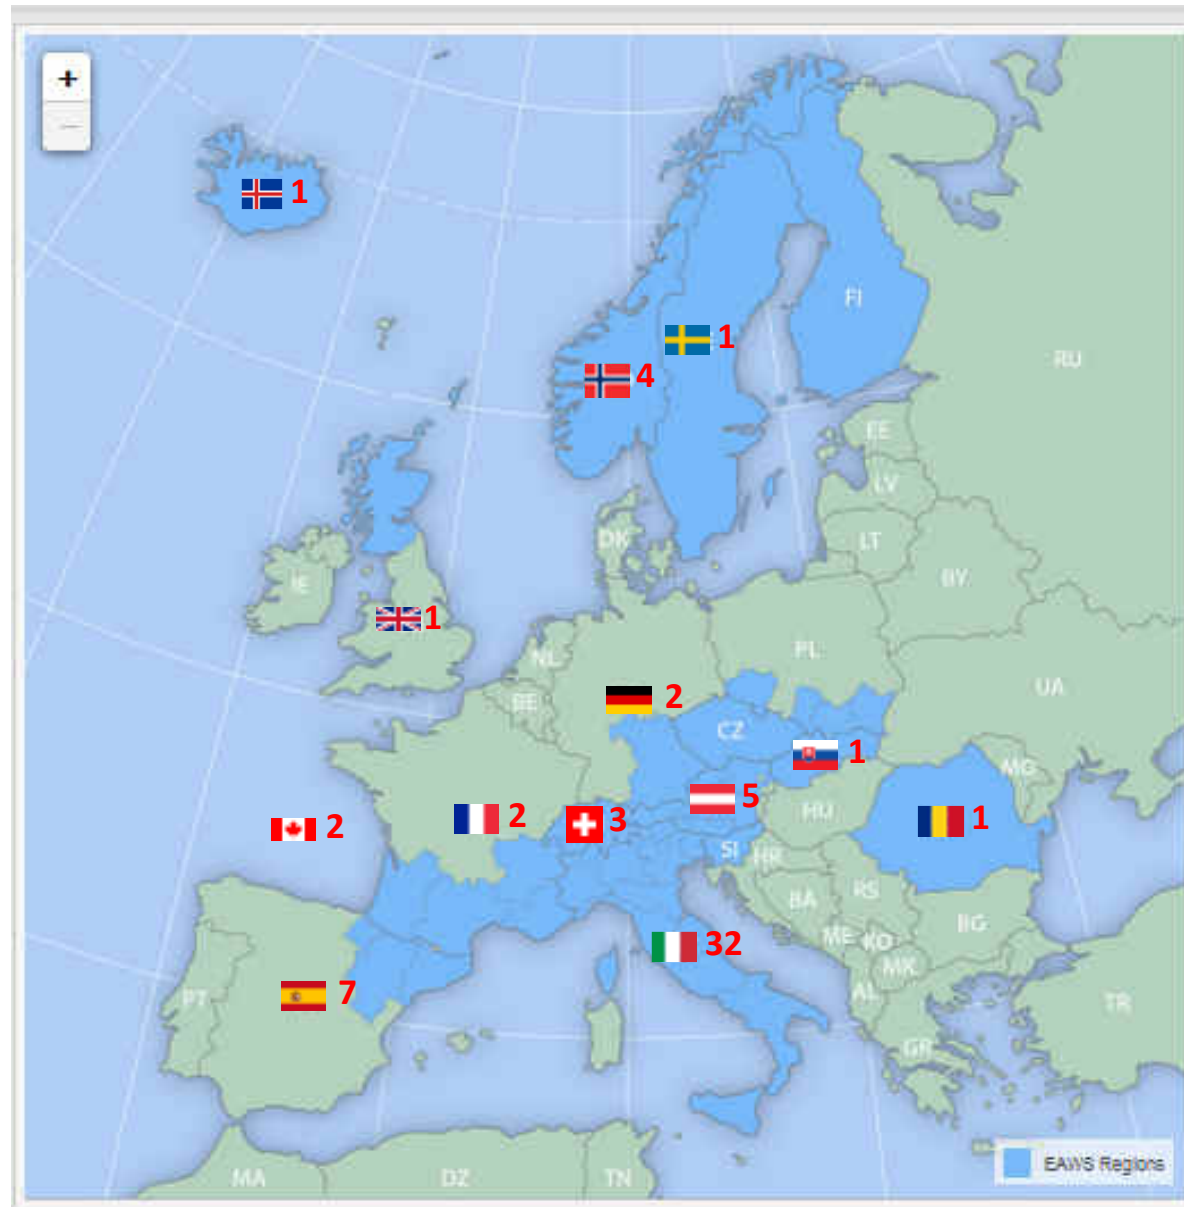 +
−
1
FI
1
RU
4
EE
LV
DK
LT
IE
BY
1
NL
PL
UA
BE
2
CZ
1
MG
5
2
2
3
HU
1
SI
HR
BA
RS
BG
ME
KO
32
MK
7
PT
AL
TR
GR
MA
DZ
TN
EAWS Regions